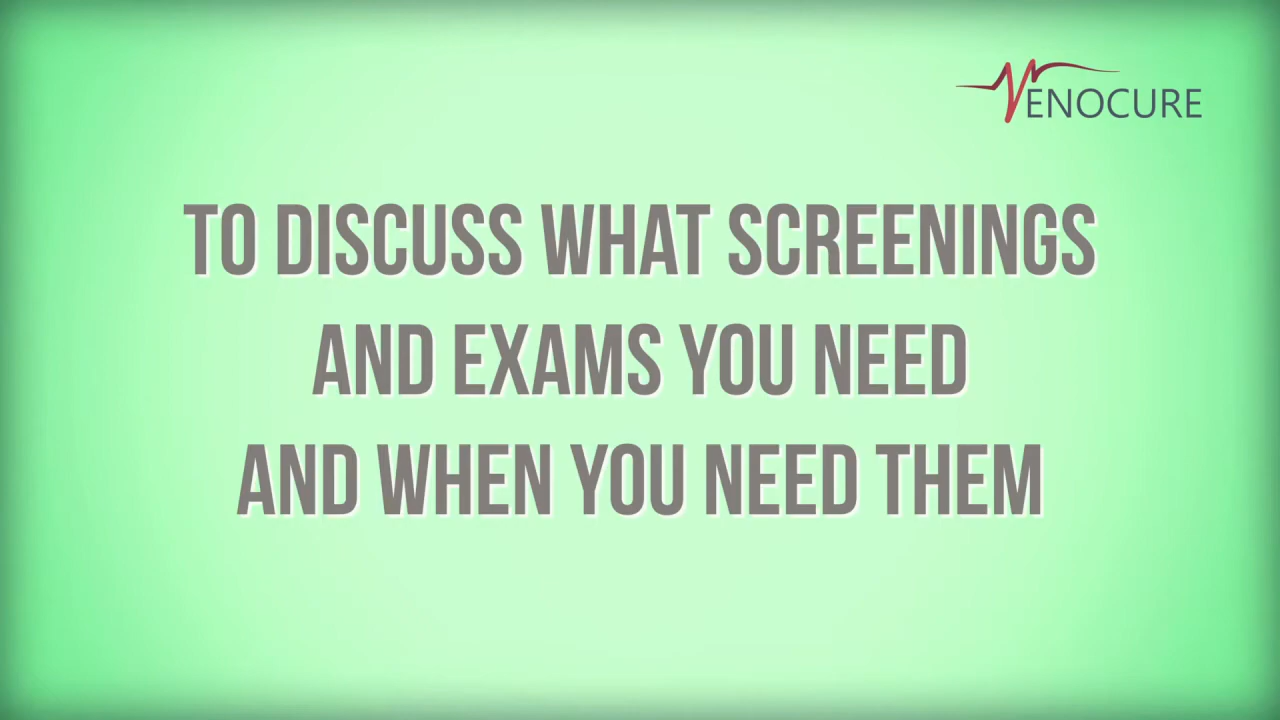 VENOCURE
TO DISCUSS WHAT SCREENINGS
AND EXAMS YOU NEED
AND WHEN YOU NEED THEM